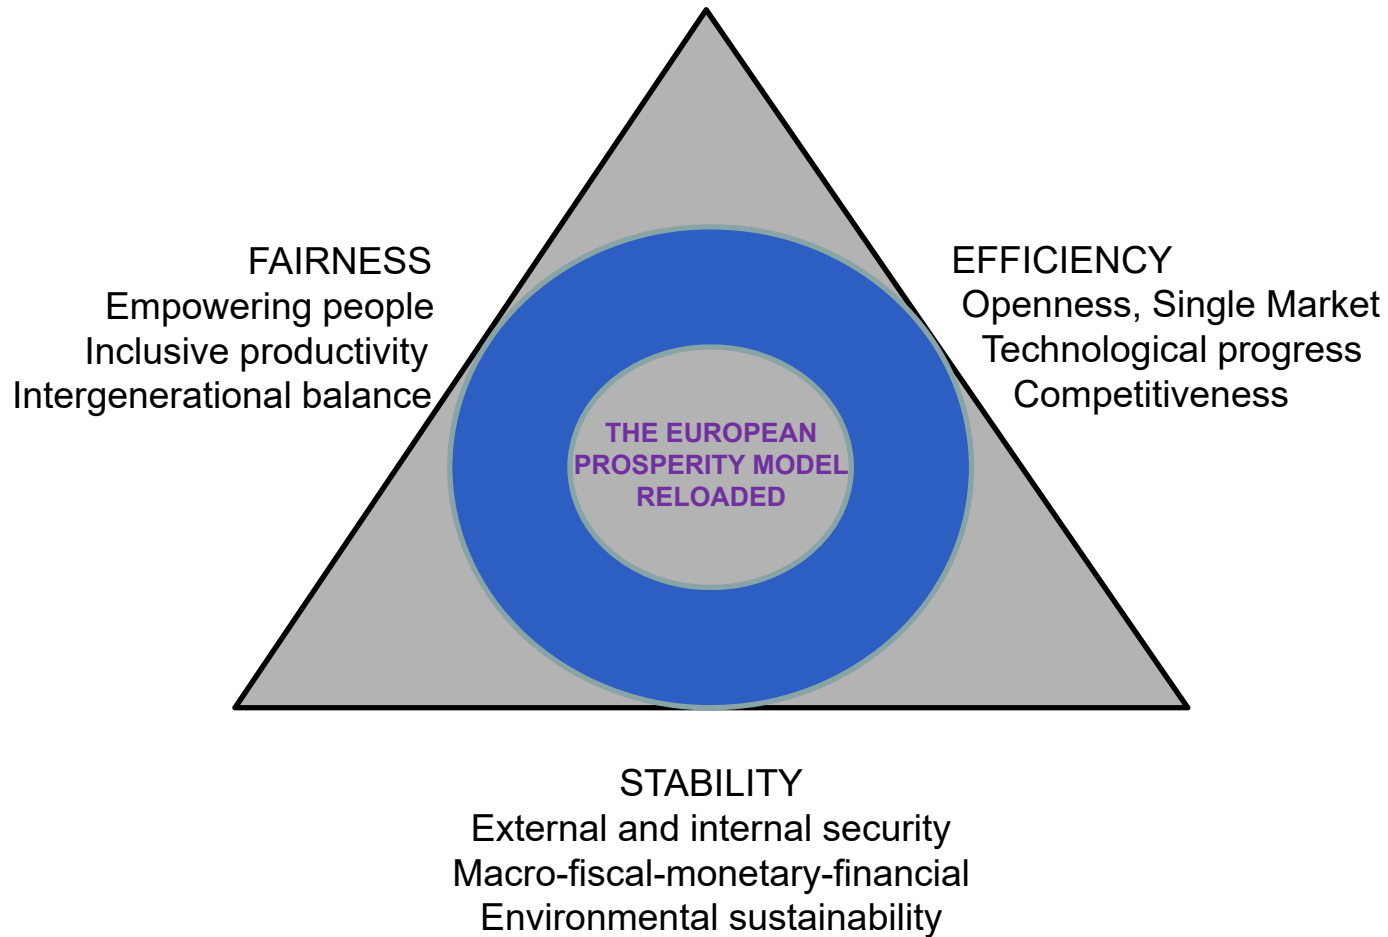 FAIRNESS
Empowering people
Inclusive productivity
Intergenerational balance
EFFICIENCY
Openness, Single Market
Technological progress
Competitiveness
THE EUROPEAN
PROSPERITY MODEL
RELOADED
STABILITY
External and internal security
Macro-fiscal-monetary-financial
Environmental sustainability